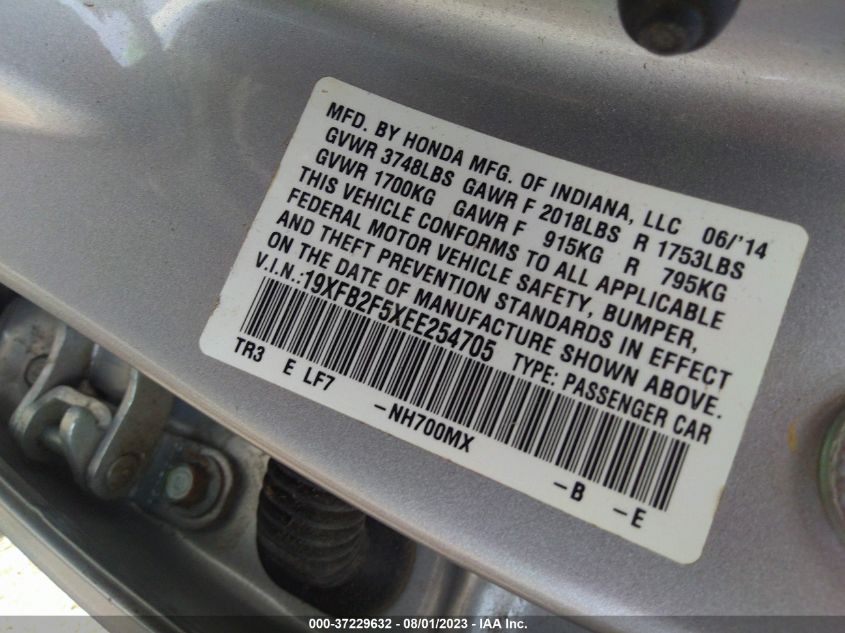 MFD. BY HONDA MFG. OF INDIANA, LLC 06/'14
GVWR 3748LBS GAWR F 2018LBS R 1753LBS
GVWR 1700KG GAWR F 915KG R 795KG
THIS VEHICLE CONFORMS TO ALL APPLICABLE
FEDERAL MOTOR VEHICLE SAFETY, BUMPER,
AND THEFT PREVENTION STANDARDS IN EFFECT
ON THE DATE OF MANUFACTURE SHOWN ABOVE.
V.I.N.:19XFB2F5XEE254705 TYPE: PASSENGER CAR
TR3 E LF7 -NH700MX -B -E
000-37229632 - 08/01/2023 - IAA Inc.